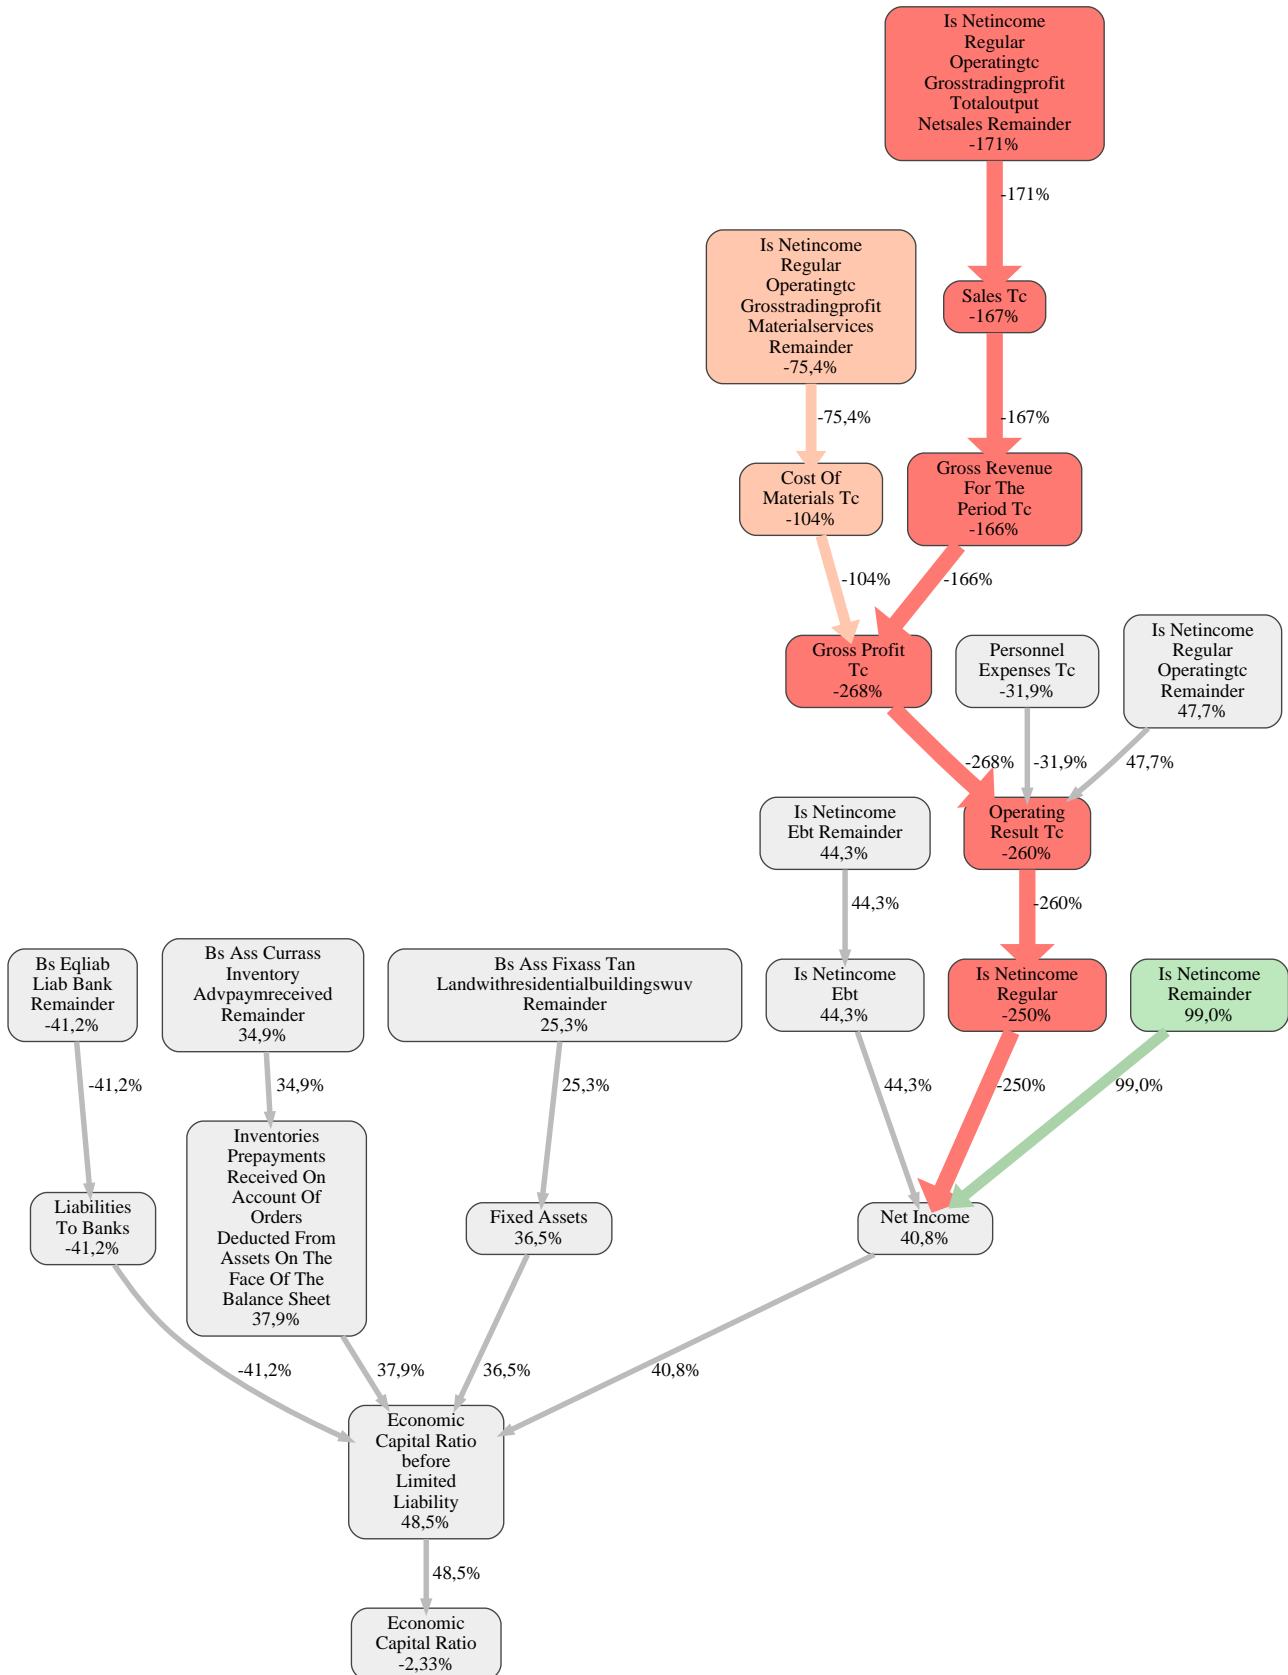 Is Netincome
Regular
Operatingtc
Grosstradingprofit
Totaloutput
Netsales Remainder
-171%
-171%
Is Netincome
Regular
Operatingtc
Grosstradingprofit
Materialservices
Remainder
-75,4%
Sales Tc
-167%
-75,4%
-167%
Cost Of
Materials Tc
-104%
Gross Revenue
For The
Period Tc
-166%
-104%
-166%
Gross Profit
Tc
-268%
Personnel
Expenses Tc
-31,9%
Is Netincome
Regular
Operatingtc
Remainder
47,7%
-268%
-31,9%
47,7%
Is Netincome
Ebt Remainder
44,3%
Operating
Result Tc
-260%
44,3%
-260%
Bs Eqliab
Liab Bank
Remainder
-41,2%
Bs Ass Currass
Inventory
Advpaymreceived
Remainder
34,9%
Bs Ass Fixass Tan
Landwithresidentialbuildingswuv
Remainder
25,3%
Is Netincome
Ebt
44,3%
Is Netincome
Regular
-250%
Is Netincome
Remainder
99,0%
-41,2%
34,9%
25,3%
44,3%
-250%
99,0%
Liabilities
To Banks
-41,2%
Inventories
Prepayments
Received On
Account Of
Orders
Deducted From
Assets On The
Face Of The
Balance Sheet
37,9%
Fixed Assets
36,5%
Net Income
40,8%
-41,2%
37,9%
36,5%
40,8%
Economic
Capital Ratio
before
Limited
Liability
48,5%
48,5%
Economic
Capital Ratio
-2,33%